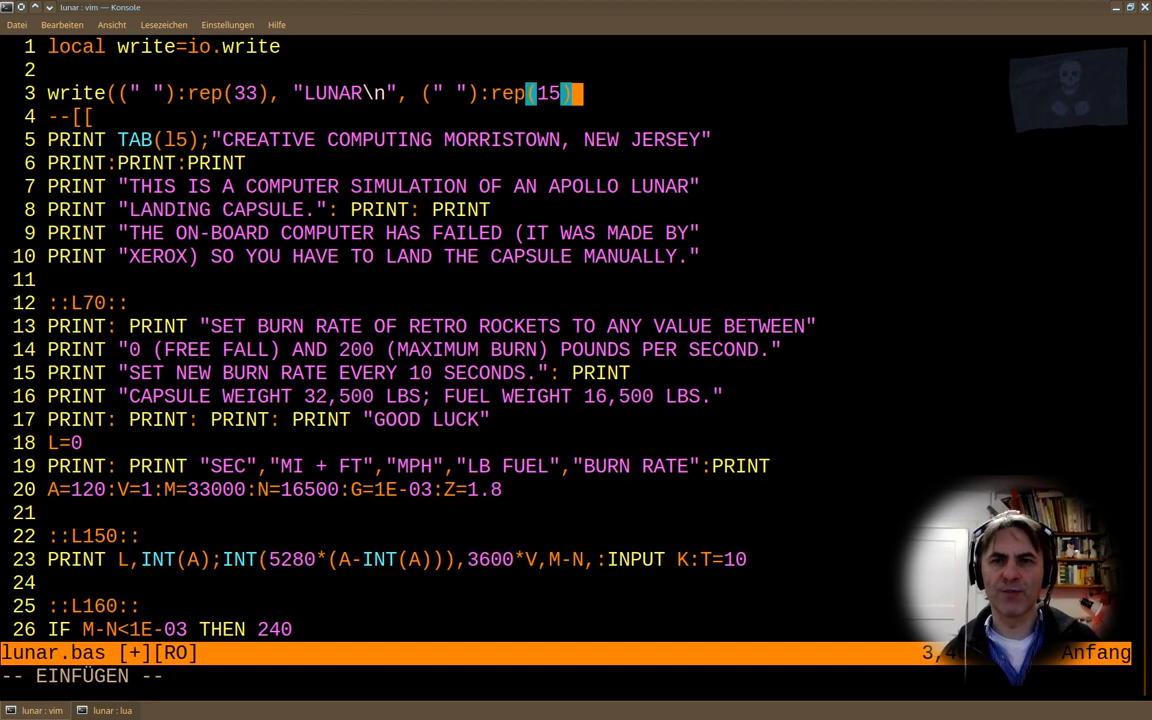 lunar : vim — Konsole
Datei Bearbeiten Ansicht Lesezeichen Einstellungen Hilfe
1 local write=io.write
2
3 write((" "):rep(33), "LUNAR\n", (" "):rep(15)
4 --[[
5 PRINT TAB(l5);"CREATIVE COMPUTING MORRISTOWN, NEW JERSEY"
6 PRINT:PRINT:PRINT
7 PRINT "THIS IS A COMPUTER SIMULATION OF AN APOLLO LUNAR"
8 PRINT "LANDING CAPSULE.": PRINT: PRINT
9 PRINT "THE ON-BOARD COMPUTER HAS FAILED (IT WAS MADE BY"
10 PRINT "XEROX) SO YOU HAVE TO LAND THE CAPSULE MANUALLY."
11
12 ::L70::
13 PRINT: PRINT "SET BURN RATE OF RETRO ROCKETS TO ANY VALUE BETWEEN"
14 PRINT "0 (FREE FALL) AND 200 (MAXIMUM BURN) POUNDS PER SECOND."
15 PRINT "SET NEW BURN RATE EVERY 10 SECONDS.": PRINT
16 PRINT "CAPSULE WEIGHT 32,500 LBS; FUEL WEIGHT 16,500 LBS."
17 PRINT: PRINT: PRINT: PRINT "GOOD LUCK"
18 L=0
19 PRINT: PRINT "SEC","MI + FT","MPH","LB FUEL","BURN RATE":PRINT
20 A=120:V=1:M=33000:N=16500:G=1E-03:Z=1.8
21
22 ::L150::
23 PRINT L,INT(A);INT(5280*(A-INT(A))),3600*V,M-N,:INPUT K:T=10
24
25 ::L160::
26 IF M-N<1E-03 THEN 240
lunar.bas [+][RO] 3, Anfang
-- EINFÜGEN --
lunar : vim lunar : lua